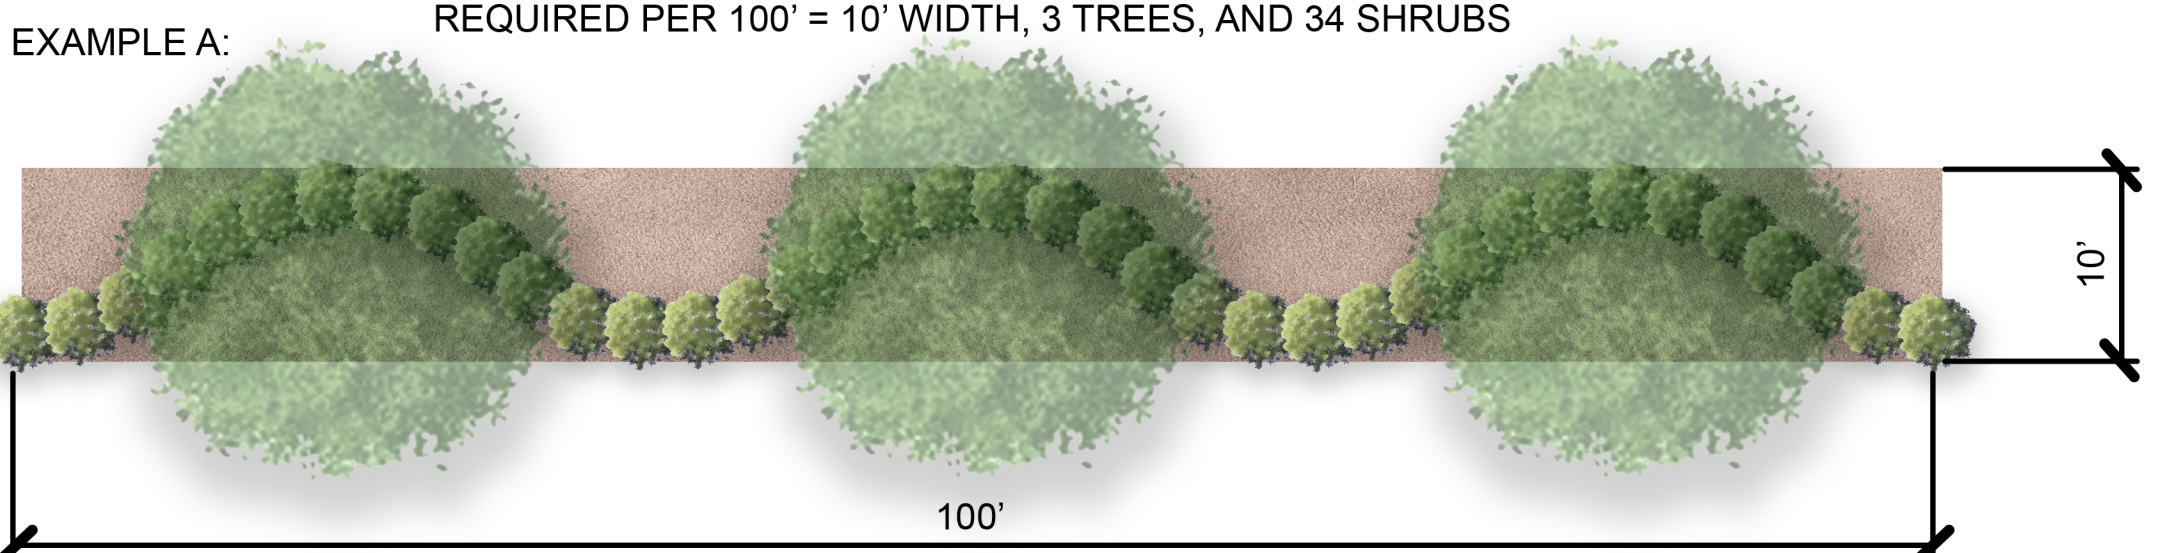 REQUIRED PER 100’ = 10’ WIDTH, 3 TREES, AND 34 SHRUBS
EXAMPLE A:
10’
100’